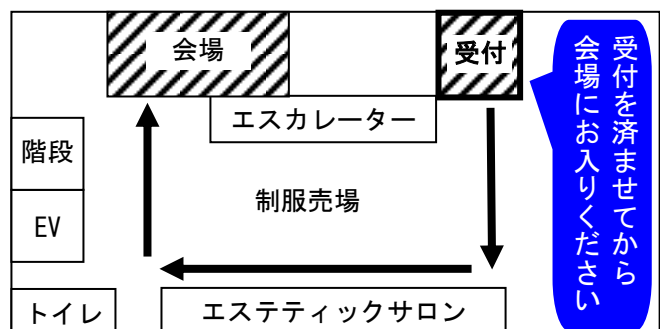 会場
受付
受付を済ませてから
会場にお入りください
エスカレーター
階段
制服売場
EV
トイレ
エステティックサロン